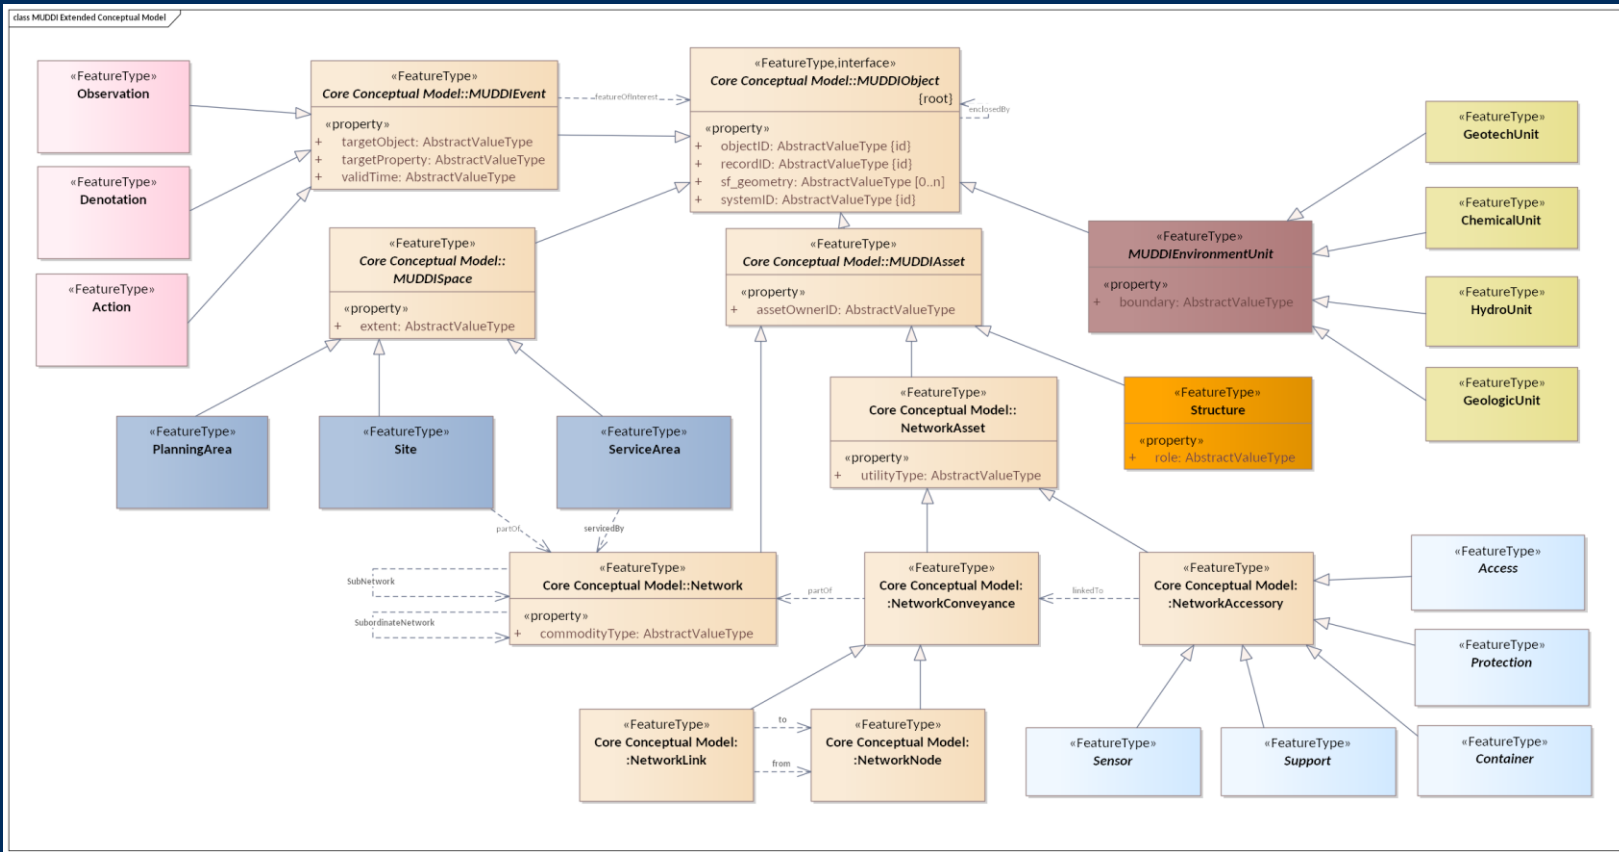 class MUDDI Extended Conceptual Model
«FeatureType»
Observation
«FeatureType»
Denotation
«FeatureType»
Action
«FeatureType»
Core Conceptual Model::MUDDIEvent
«property»
+ targetObject: AbstractValueType
+ targetProperty: AbstractValueType
+ validTime: AbstractValueType
featureOfInterest
«FeatureType,interface»
Core Conceptual Model::MUDDIObject
{root}
«property»
+ objectID: AbstractValueType {id}
+ recordID: AbstractValueType {id}
+ sf_geometry: AbstractValueType [0..n]
+ systemID: AbstractValueType {id}
enclosedBy
«FeatureType»
GeotechUnit
«FeatureType»
ChemicalUnit
«FeatureType»
HydroUnit
«FeatureType»
GeologicUnit
«FeatureType»
Core Conceptual Model::
MUDDISpace
«property»
+ extent: AbstractValueType
«FeatureType»
Core Conceptual Model::MUDDIAsset
«property»
+ assetOwnerID: AbstractValueType
«FeatureType»
MUDDIEnvironmentUnit
«property»
+ boundary: AbstractValueType
«FeatureType»
PlanningArea
«FeatureType»
Site
«FeatureType»
ServiceArea
«FeatureType»
Core Conceptual Model::
NetworkAsset
«property»
+ utilityType: AbstractValueType
«FeatureType»
Structure
«property»
+ role: AbstractValueType
partOf
servicedBy
SubNetwork
SubordinateNetwork
«FeatureType»
Core Conceptual Model::Network
«property»
+ commodityType: AbstractValueType
partOf
«FeatureType»
Core Conceptual Model:
:NetworkConveyance
linkedTo
«FeatureType»
Core Conceptual Model:
:NetworkAccessory
«FeatureType»
Access
«FeatureType»
Protection
«FeatureType»
Container
«FeatureType»
Core Conceptual Model:
:NetworkLink
to
from
«FeatureType»
Core Conceptual Model:
:NetworkNode
«FeatureType»
Sensor
«FeatureType»
Support